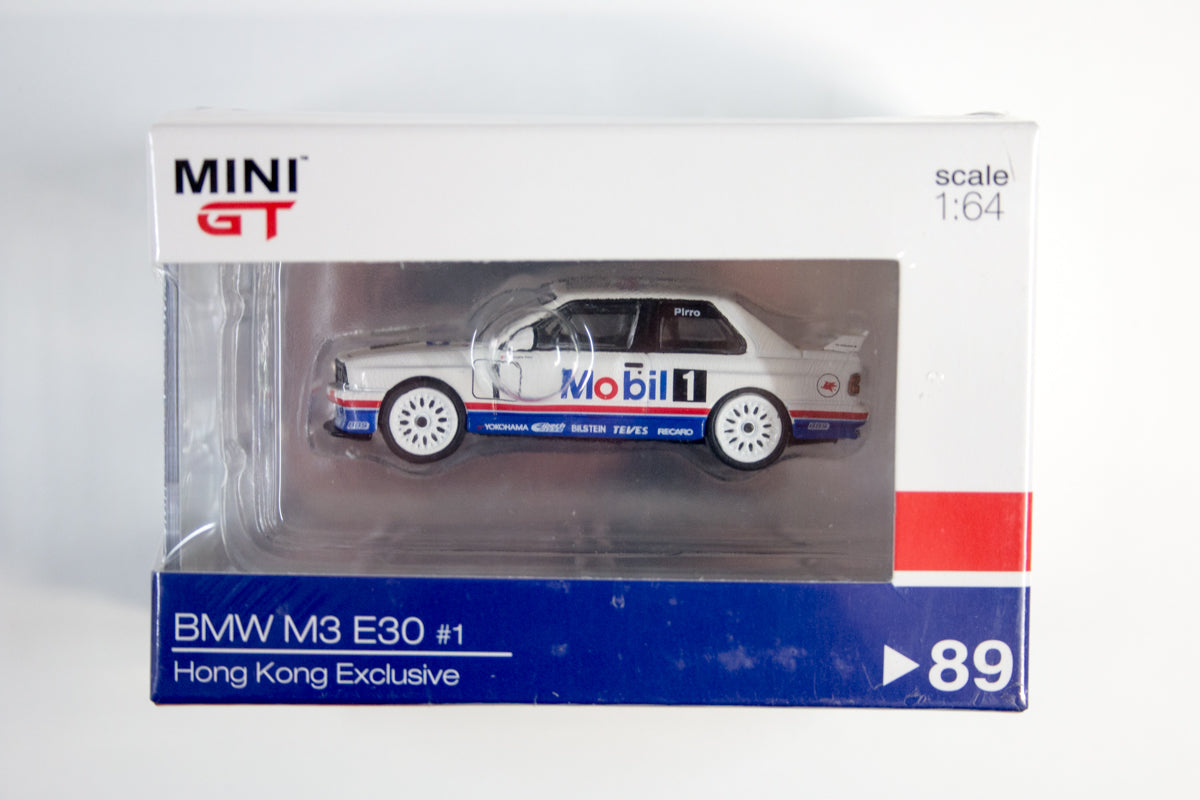 MINI™
GT
scale
1:64
Pirro
Mobil 1
YOKOHAMA
BILSTEIN
TEVES
RECARO
BMW M3 E30 #1
Hong Kong Exclusive
▶89